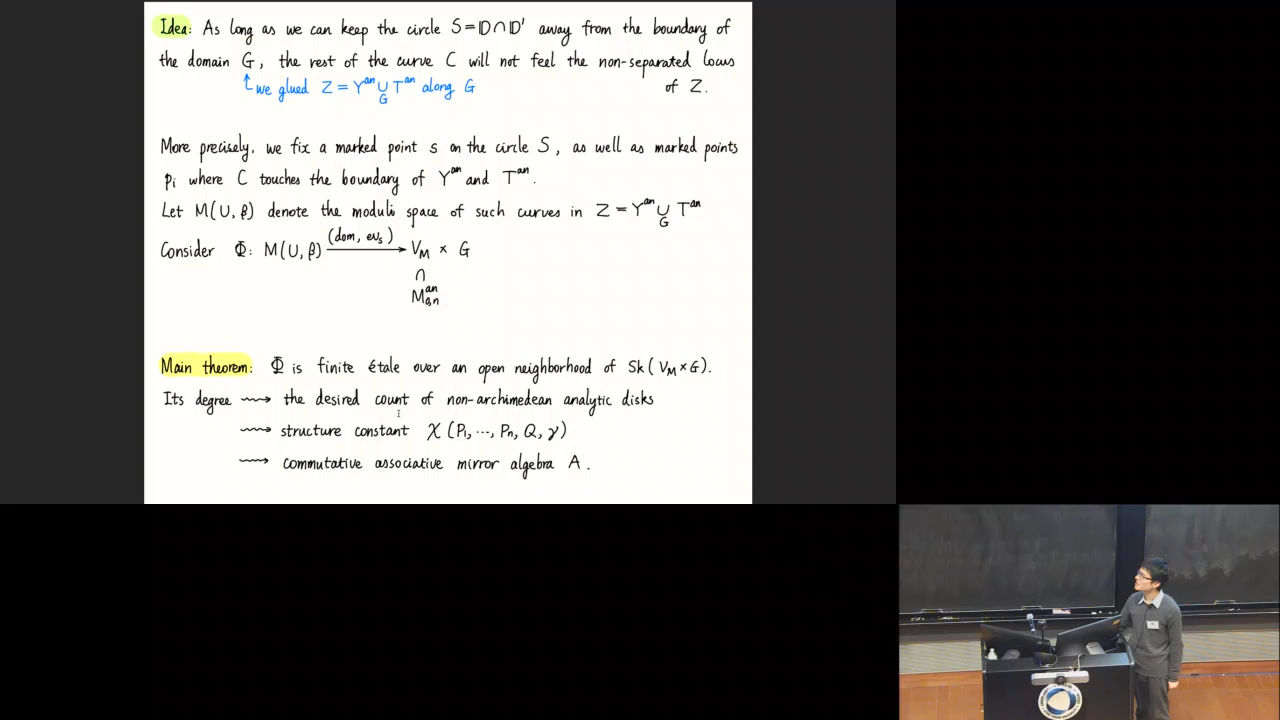 Idea: As long as we can keep the circle S = 𝔻∩𝔻' away from the boundary of
the domain G, the rest of the curve C will not feel the non-separated locus
of Z.
we glued Z = Y^an ∪_G T^an along G
More precisely, we fix a marked point s on the circle S, as well as marked points
p_i where C touches the boundary of Y^an and T^an.
Let M(U, β) denote the moduli space of such curves in Z = Y^an ∪_G T^an
Consider Φ: M(U, β) —(dom, ev_s)→ V_M × G
∩
M_{0,n}^an
Main theorem: Φ is finite étale over an open neighborhood of Sk(V_M×G).
Its degree ⟿ the desired count of non-archimedean analytic disks
⟿ structure constant χ(P_1, ..., P_n, Q, γ)
⟿ commutative associative mirror algebra A.